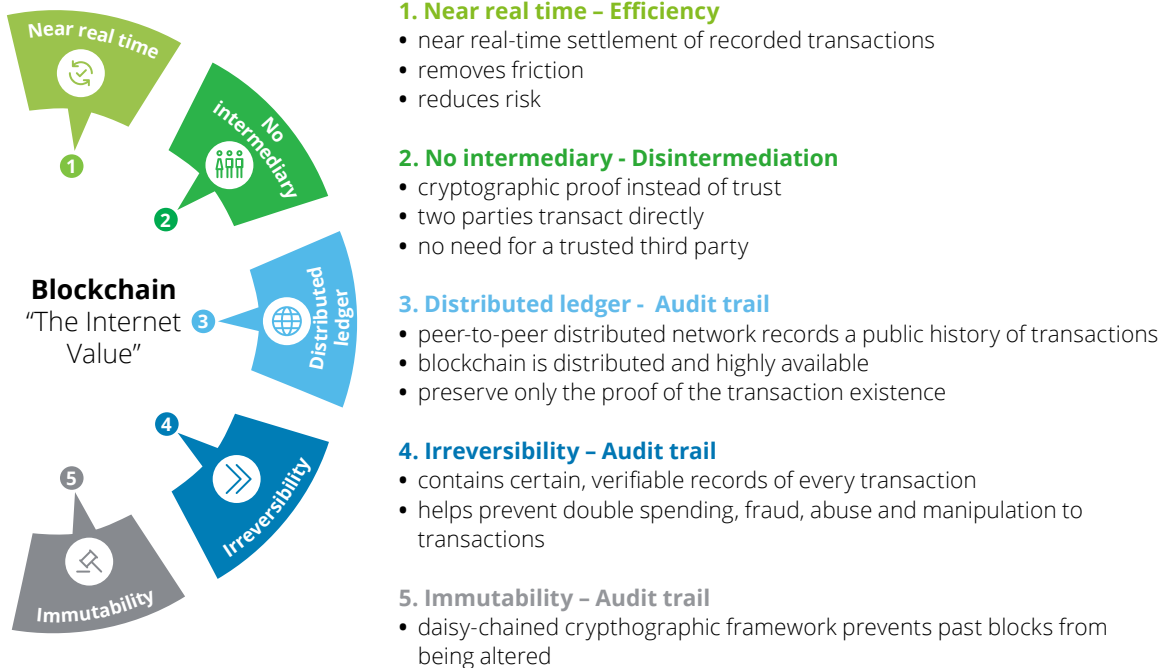 Near real time
1
No
intermediary
2
Blockchain
“The Internet
Value”
3
Distributed
ledger
4
Irreversibility
5
Immutability
1. Near real time – Efficiency
• near real-time settlement of recorded transactions
• removes friction
• reduces risk
2. No intermediary - Disintermediation
• cryptographic proof instead of trust
• two parties transact directly
• no need for a trusted third party
3. Distributed ledger - Audit trail
• peer-to-peer distributed network records a public history of transactions
• blockchain is distributed and highly available
• preserve only the proof of the transaction existence
4. Irreversibility – Audit trail
• contains certain, verifiable records of every transaction
• helps prevent double spending, fraud, abuse and manipulation to
transactions
5. Immutability – Audit trail
• daisy-chained crypthographic framework prevents past blocks from
being altered